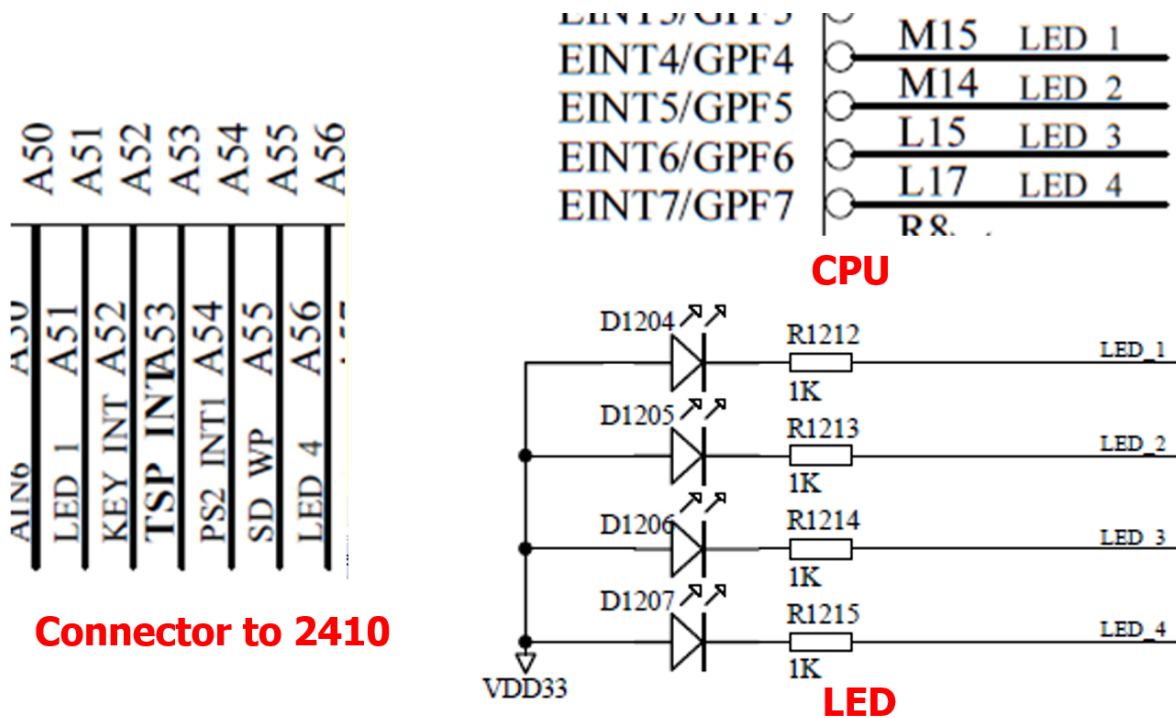 A50
A51
A52
A53
A54
A55
A56
A51
A52
A53
A54
A55
A56
AIN6
LED 1
KEY INT
TSP INT
PS2 INT1
SD WP
LED 4
Connector to 2410
EINT4/GPF4 M15 LED 1
EINT5/GPF5 M14 LED 2
EINT6/GPF6 L15 LED 3
EINT7/GPF7 L17 LED 4
R8
CPU
D1204 R1212 LED_1
1K
D1205 R1213 LED_2
1K
D1206 R1214 LED_3
1K
D1207 R1215 LED_4
1K
VDD33
LED